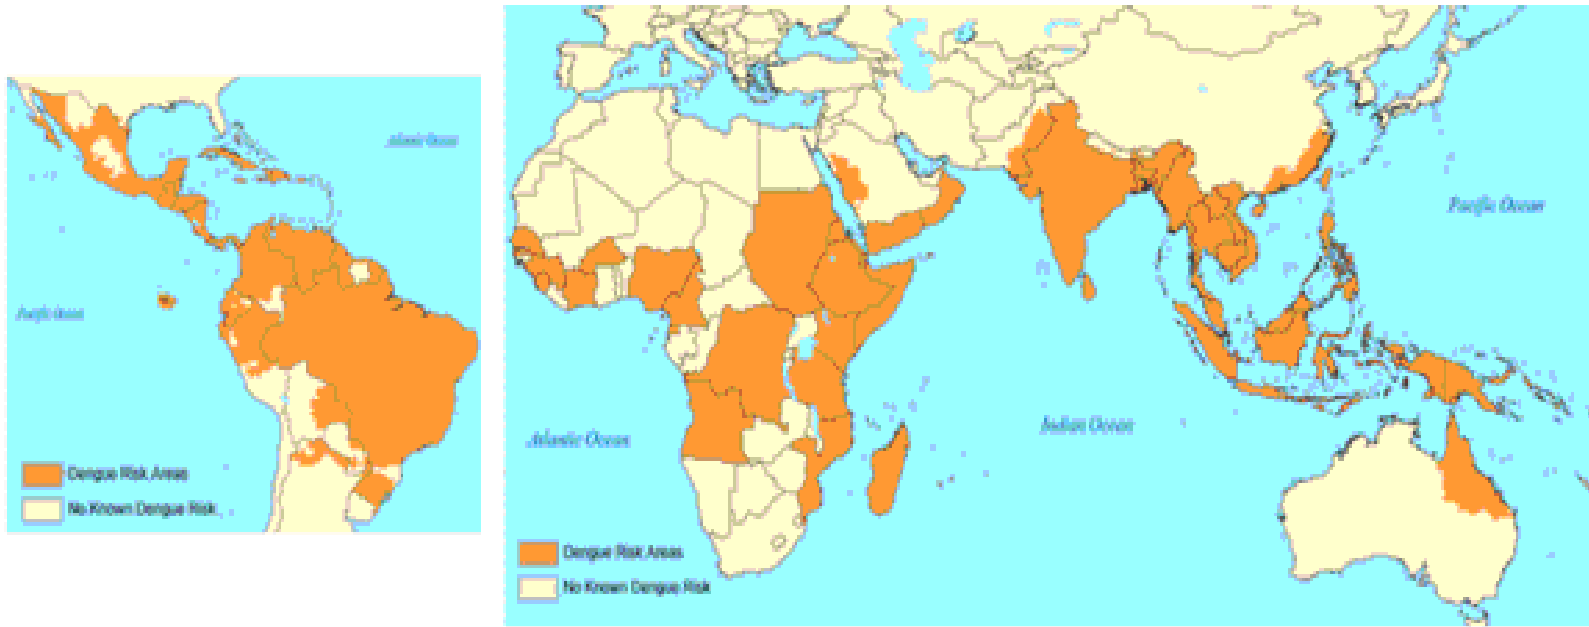 Atlantic Ocean
Pacific Ocean
Dengue Risk Areas
No Known Dengue Risk
Pacific Ocean
Atlantic Ocean
Indian Ocean
Dengue Risk Areas
No Known Dengue Risk